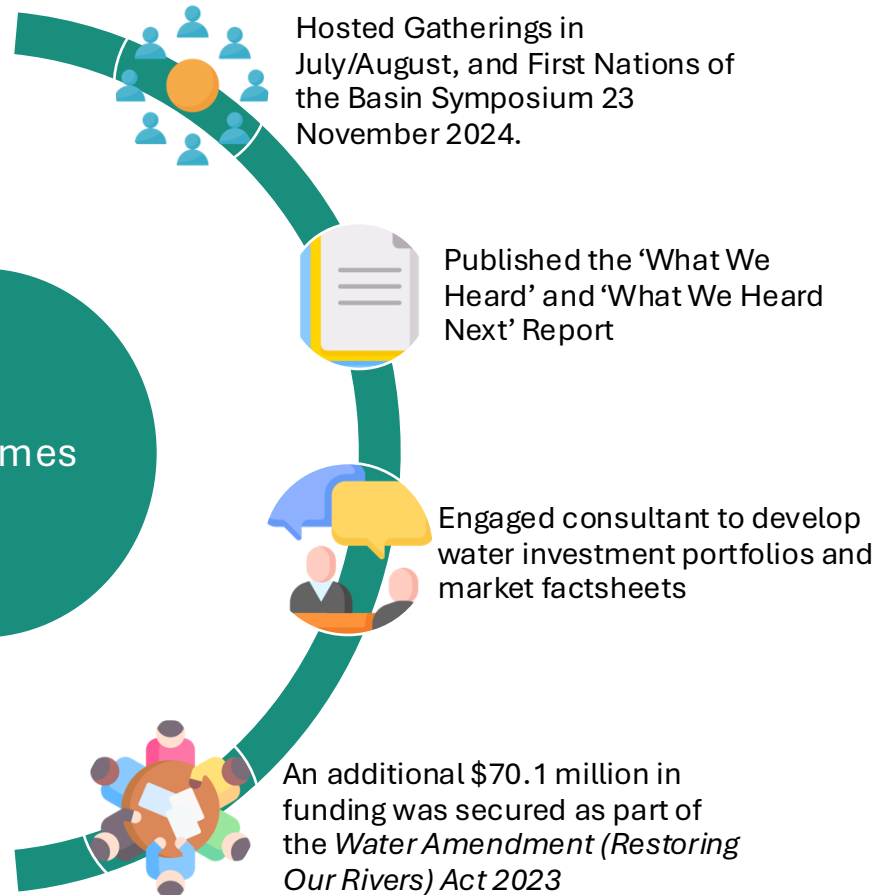 Hosted Gatherings in
July/August, and First Nations of
the Basin Symposium 23
November 2024.
Published the ‘What We
Heard’ and ‘What We Heard
Next’ Report
mes
Engaged consultant to develop
water investment portfolios and
market factsheets
An additional $70.1 million in
funding was secured as part of
the Water Amendment (Restoring
Our Rivers) Act 2023